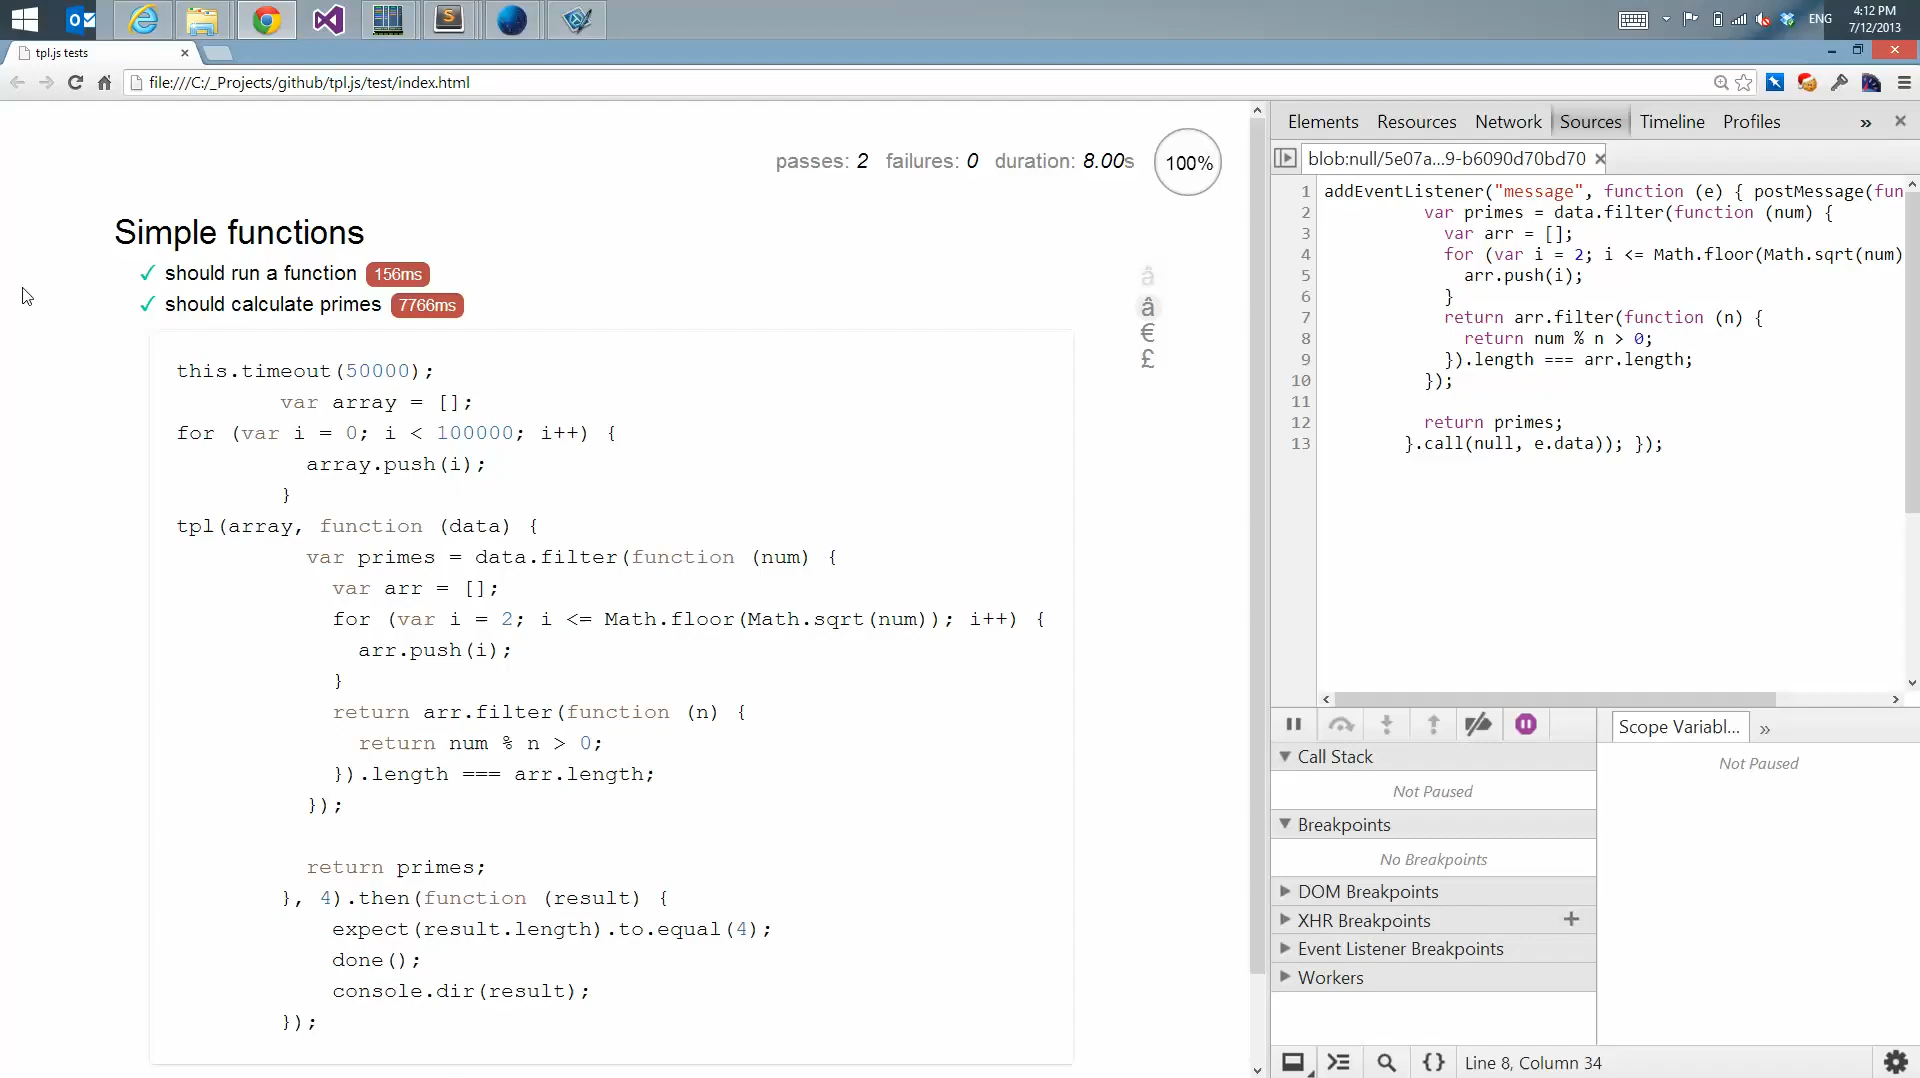 ENG
4:12 PM
7/12/2013
tpl.js tests
file:///C:/_Projects/github/tpl.js/test/index.html
passes: 2 failures: 0 duration: 8.00s 100%
Simple functions
✓ should run a function 156ms
✓ should calculate primes 7766ms
â
â
€
£
this.timeout(50000);
var array = [];
for (var i = 0; i < 100000; i++) {
array.push(i);
}
tpl(array, function (data) {
var primes = data.filter(function (num) {
var arr = [];
for (var i = 2; i <= Math.floor(Math.sqrt(num)); i++) {
arr.push(i);
}
return arr.filter(function (n) {
return num % n > 0;
}).length === arr.length;
});
return primes;
}, 4).then(function (result) {
expect(result.length).to.equal(4);
done();
console.dir(result);
});
Elements Resources Network Sources Timeline Profiles »
blob:null/5e07a...9-b6090d70bd70
1 addEventListener("message", function (e) { postMessage(fun
2 var primes = data.filter(function (num) {
3 var arr = [];
4 for (var i = 2; i <= Math.floor(Math.sqrt(num)
5 arr.push(i);
6 }
7 return arr.filter(function (n) {
8 return num % n > 0;
9 }).length === arr.length;
10 });
11
12 return primes;
13 }.call(null, e.data)); });
Call Stack
Not Paused
Breakpoints
No Breakpoints
DOM Breakpoints
XHR Breakpoints +
Event Listener Breakpoints
Workers
Scope Variabl... »
Not Paused
{} Line 8, Column 34